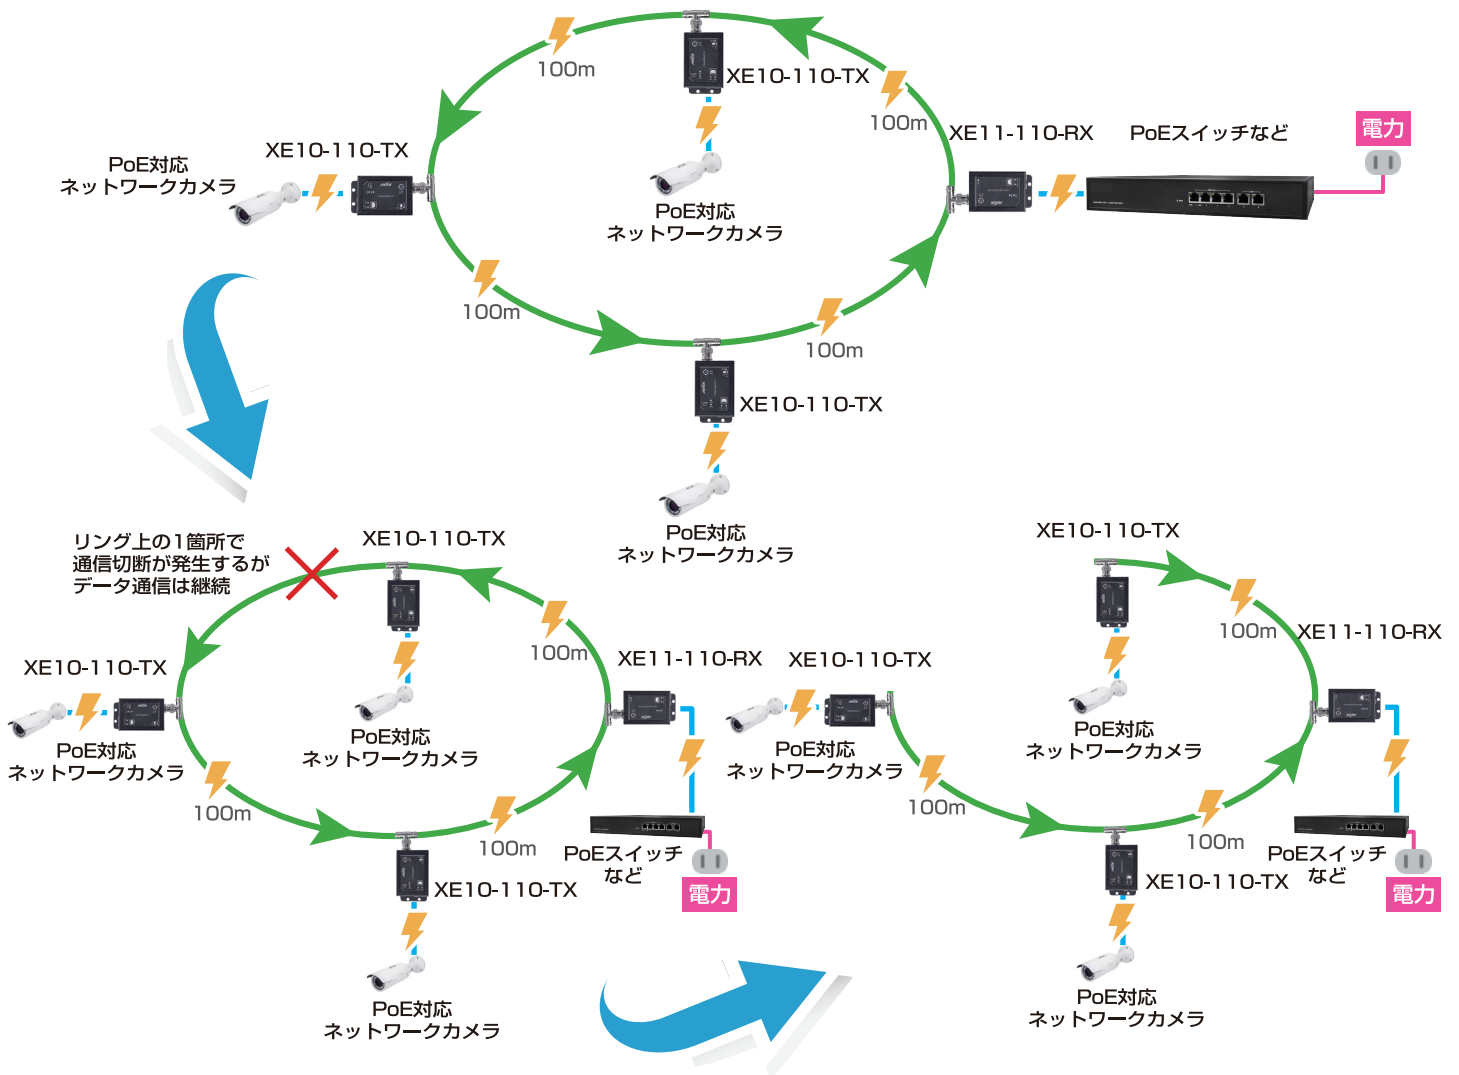 100m
XE10-110-TX
100m
XE11-110-RX
PoEスイッチなど
電力
XE10-110-TX
PoE対応
ネットワークカメラ
PoE対応
ネットワークカメラ
100m
100m
XE10-110-TX
PoE対応
ネットワークカメラ
リング上の1箇所で
通信切断が発生するが
データ通信は継続
XE10-110-TX
100m
XE10-110-TX
XE11-110-RX
PoE対応
ネットワークカメラ
PoE対応
ネットワークカメラ
100m
100m
PoEスイッチ
など
電力
XE10-110-TX
PoE対応
ネットワークカメラ
XE10-110-TX
100m
XE11-110-RX
XE10-110-TX
PoE対応
ネットワークカメラ
PoE対応
ネットワークカメラ
100m
100m
PoEスイッチ
など
電力
XE10-110-TX
PoE対応
ネットワークカメラ